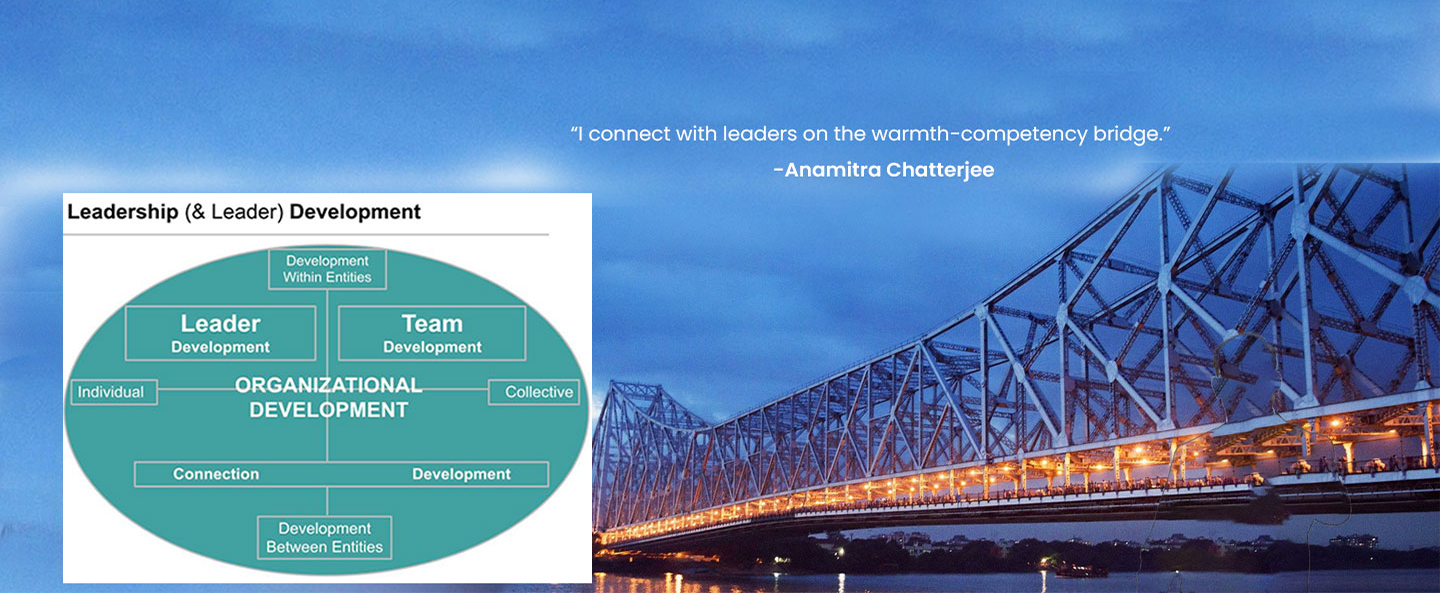 “I connect with leaders on the warmth-competency bridge.”
-Anamitra Chatterjee
Leadership (& Leader) Development
Development
Within Entities
Leader
Development
Team
Development
Individual
ORGANIZATIONAL
DEVELOPMENT
Collective
Connection
Development
Development
Between Entities